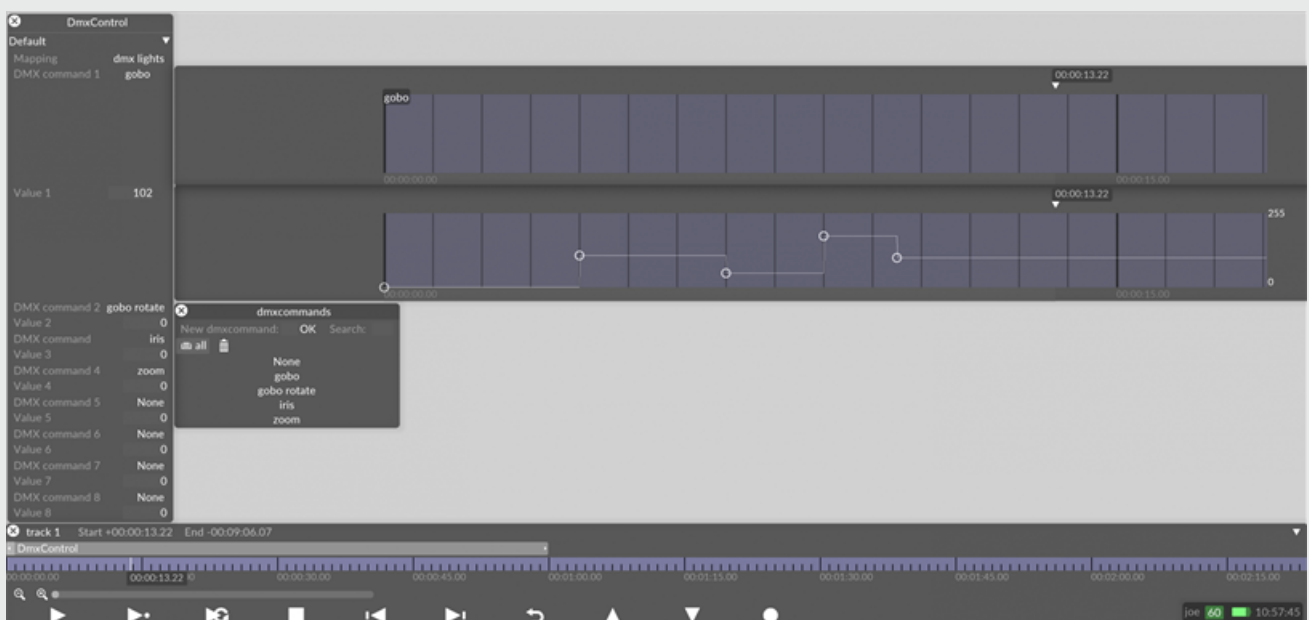 DmxControl
Default
Mapping dmx lights
DMX command 1 gobo
00:00:13.22
gobo
00:00:00.00 00:00:15.00
Value 1 102
00:00:13.22
255
0
00:00:00.00 00:00:15.00
DMX command 2 gobo rotate
Value 2 0
DMX command iris
Value 3 0
DMX command 4 zoom
Value 4 0
DMX command 5 None
Value 5 0
DMX command 6 None
Value 6 0
DMX command 7 None
Value 7 0
DMX command 8 None
Value 8 0
dmxcommands
New dmxcommand: OK Search:
all
None
gobo
gobo rotate
iris
zoom
track 1 Start +00:00:13.22 End -00:09:06.07
DmxControl
00:00:00.00 00:00:13.22 00:00:30.00 00:00:45.00 00:01:00.00 00:01:15.00 00:01:30.00 00:01:45.00 00:02:00.00 00:02:15.00
joe 60 10:57:45